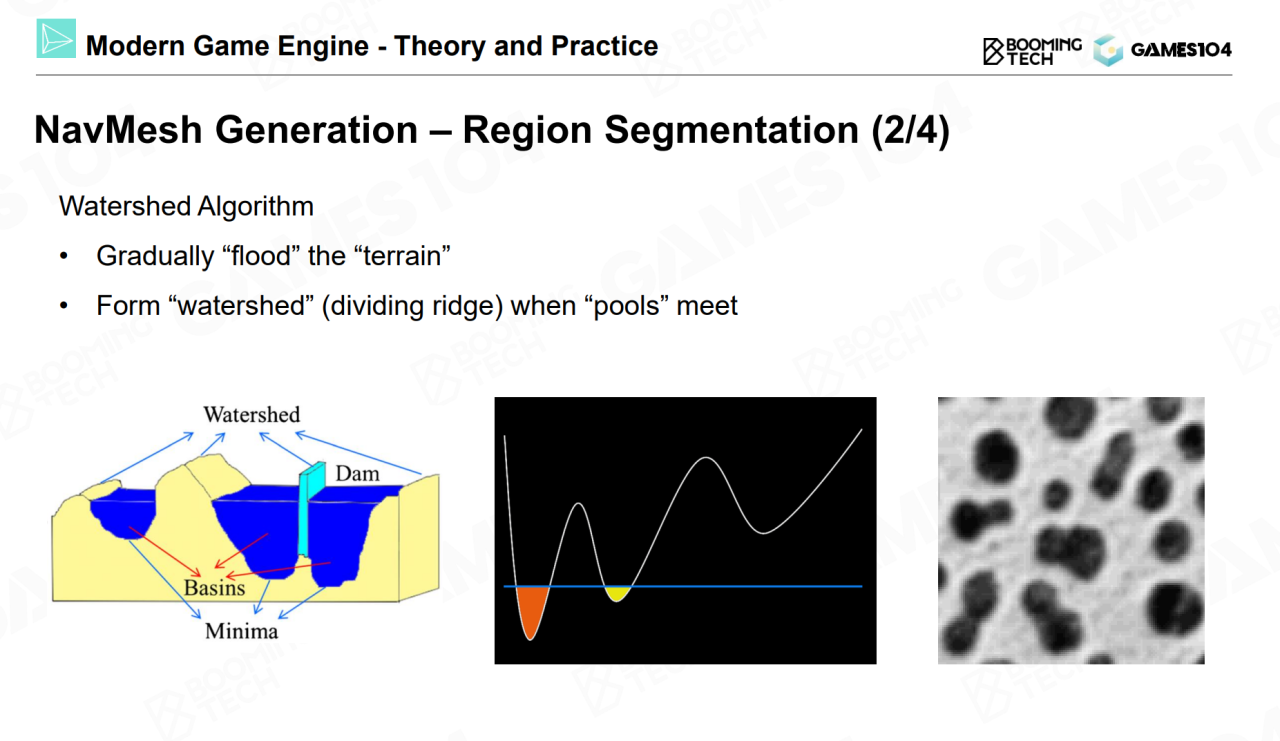 Modern Game Engine - Theory and Practice
BOOMING
TECH
GAMES104
NavMesh Generation – Region Segmentation (2/4)
Watershed Algorithm
• Gradually “flood” the “terrain”
• Form “watershed” (dividing ridge) when “pools” meet
Watershed
Dam
Basins
Minima